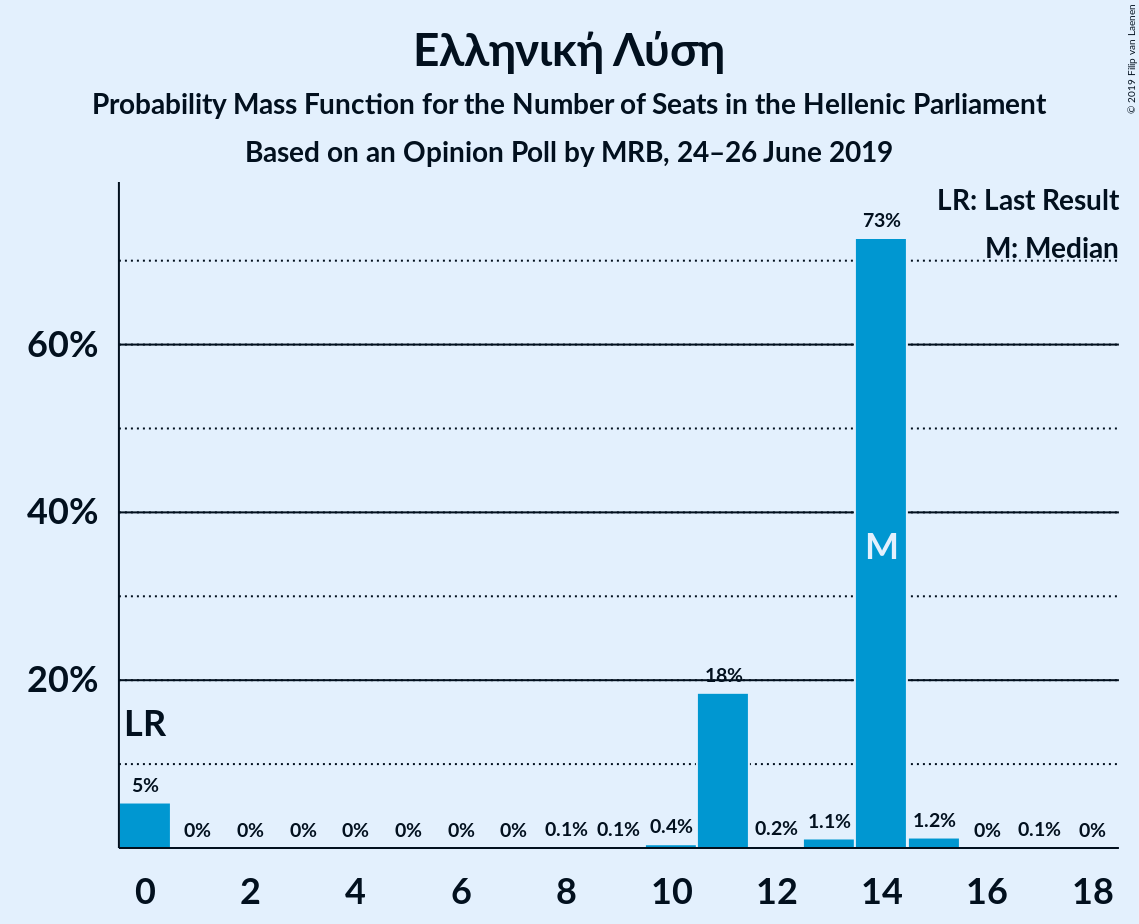 Ελληνική Λύση
Probability Mass Function for the Number of Seats in the Hellenic Parliament
Based on an Opinion Poll by MRB, 24–26 June 2019
© 2019 Filip van Laenen
LR: Last Result
M: Median
60%
40%
20%
LR
M
5%
0%
0%
0%
0%
0%
0%
0%
0.1%
0.1%
0.4%
18%
0.2%
1.1%
73%
1.2%
0%
0.1%
0%
0 2 4 6 8 10 12 14 16 18